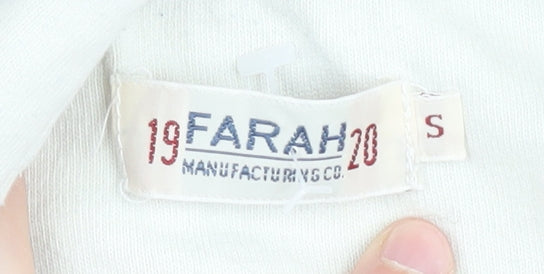 19 FARAH 20
MANUFACTURING CO.
S